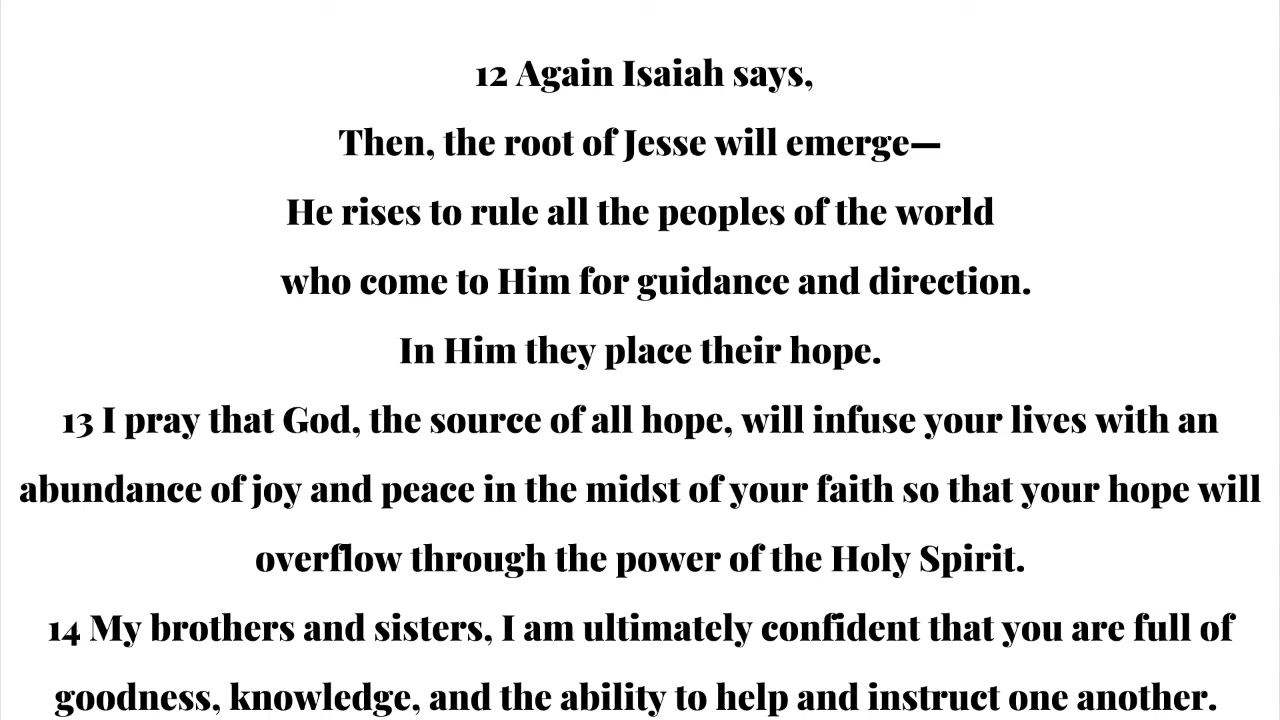 12 Again Isaiah says,
Then, the root of Jesse will emerge—
He rises to rule all the peoples of the world
who come to Him for guidance and direction.
In Him they place their hope.
13 I pray that God, the source of all hope, will infuse your lives with an
abundance of joy and peace in the midst of your faith so that your hope will
overflow through the power of the Holy Spirit.
14 My brothers and sisters, I am ultimately confident that you are full of
goodness, knowledge, and the ability to help and instruct one another.